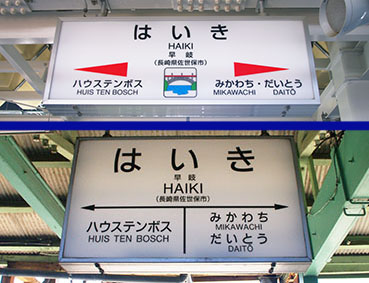 はいき
HAIKI
早岐
(長崎県佐世保市)
ハウステンボス みかわち・だいとう
HUIS TEN BOSCH MIKAWACHI DAITŌ
はいき
早岐
HAIKI
(長崎県佐世保市)
ハウステンボス
HUIS TEN BOSCH
みかわち
MIKAWACHI
だいとう
DAITŌ